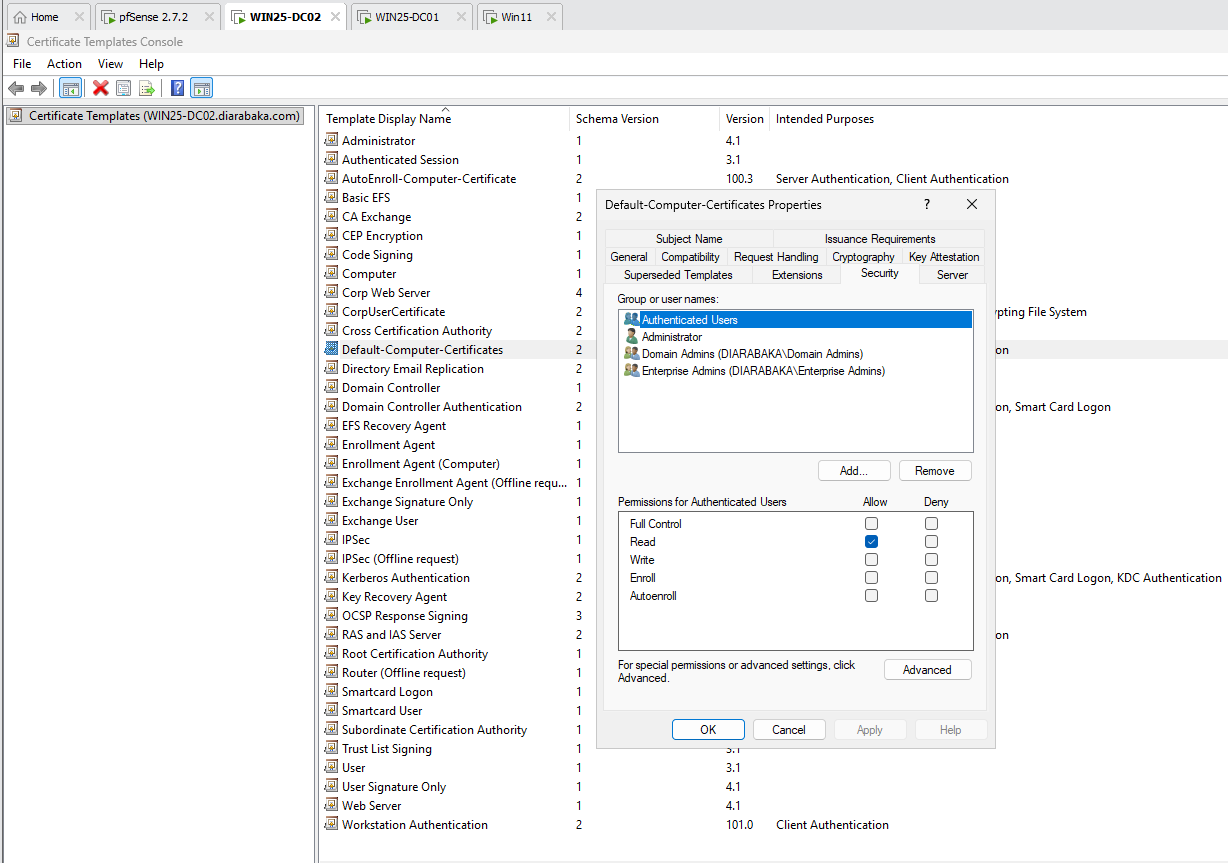 Home pfSense 2.7.2 WIN25-DC02 WIN25-DC01 Win11
Certificate Templates Console
File Action View Help
Certificate Templates (WIN25-DC02.diarabaka.com)
Template Display Name Schema Version Version Intended Purposes
Administrator 1 4.1
Authenticated Session 1 3.1
AutoEnroll-Computer-Certificate 2 100.3 Server Authentication, Client Authentication
Basic EFS 1
CA Exchange 2
CEP Encryption 1
Code Signing 1
Computer 1
Corp Web Server 4
CorpUserCertificate 2 ypting File System
Cross Certification Authority 2
Default-Computer-Certificates 2 on
Directory Email Replication 2
Domain Controller 1
Domain Controller Authentication 2 on, Smart Card Logon
EFS Recovery Agent 1
Enrollment Agent 1
Enrollment Agent (Computer) 1
Exchange Enrollment Agent (Offline requ... 1
Exchange Signature Only 1
Exchange User 1
IPSec 1
IPSec (Offline request) 1
Kerberos Authentication 2 on, Smart Card Logon, KDC Authentication
Key Recovery Agent 2
OCSP Response Signing 3
RAS and IAS Server 2 on
Root Certification Authority 1
Router (Offline request) 1
Smartcard Logon 1
Smartcard User 1
Subordinate Certification Authority 1
Trust List Signing 1 3.1
User 1 3.1
User Signature Only 1 4.1
Web Server 1 4.1
Workstation Authentication 2 101.0 Client Authentication
Default-Computer-Certificates Properties ?
Subject Name Issuance Requirements
General Compatibility Request Handling Cryptography Key Attestation
Superseded Templates Extensions Security Server
Group or user names:
Authenticated Users
Administrator
Domain Admins (DIARABAKA\Domain Admins)
Enterprise Admins (DIARABAKA\Enterprise Admins)
Add... Remove
Permissions for Authenticated Users Allow Deny
Full Control
Read
Write
Enroll
Autoenroll
For special permissions or advanced settings, click
Advanced. Advanced
OK Cancel Apply Help